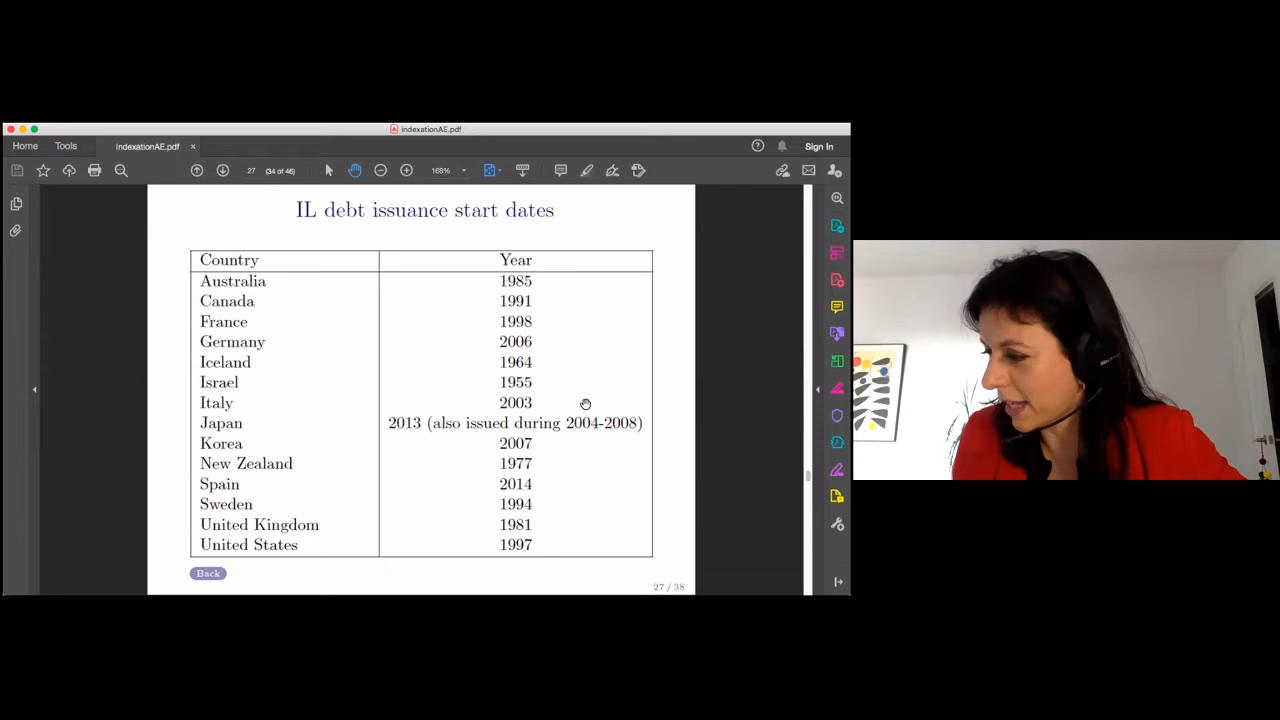 indexationAE.pdf
Home Tools indexationAE.pdf × Sign In
27 (34 of 46) 168%
IL debt issuance start dates
Country Year
Australia 1985
Canada 1991
France 1998
Germany 2006
Iceland 1964
Israel 1955
Italy 2003
Japan 2013 (also issued during 2004-2008)
Korea 2007
New Zealand 1977
Spain 2014
Sweden 1994
United Kingdom 1981
United States 1997
Back
27 / 38